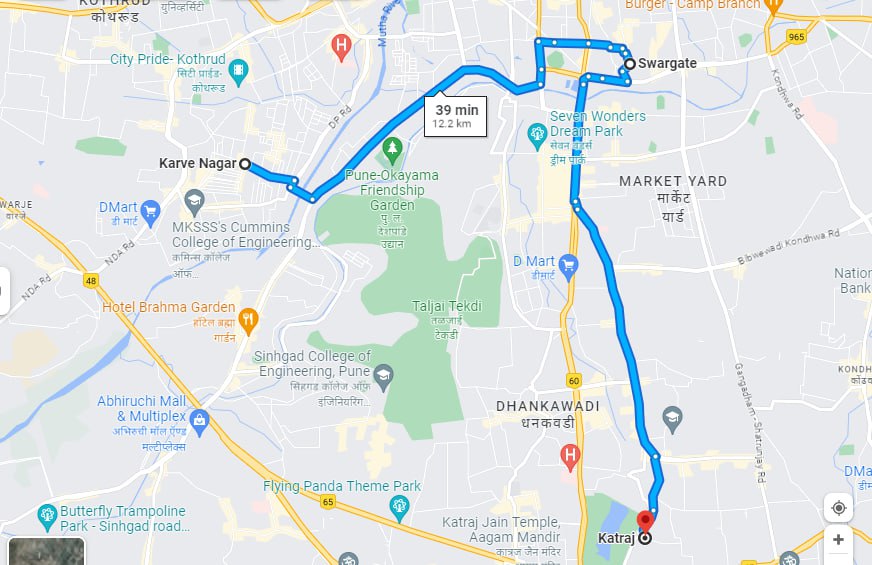 KOTHRUD
कोथरूड
युनिव्हर्सिटी
Mutha River
Burger - Camp Branch
965
City Pride- Kothrud
सिटी प्राईड-
कोथरूड
H
Swargate
DP Rd
39 min
12.2 km
Kondhwa Rd
Seven Wonders
Dream Park
सेवन वंडर्स
ड्रीम पार्क
Karve Nagar
Pune-Okayama
Friendship
Garden
पु. ल.
देशपांडे
उद्यान
MARKET YARD
मार्केट
यार्ड
WARJE
वारजे
DMart
डी मार्ट
MKSSS's Cummins
College of Engineering...
कमिन्स कॉलेज
ऑफ...
NDA Rd
NDA Rd
48
D Mart
डीमार्ट
Bibwewadi Kondhwa Rd
Nation
Bank
Hotel Brahma Garden
हॉटेल ब्रह्मा
गार्डन
Taljai Tekdi
तळजाई
टेकडी
Sinhgad College of
Engineering, Pune
सिंहगड कॉलेज ऑफ़
इंजिनियरिंग...
60
KONDH
कोंढव
Gangadham - Shatrunjay Rd
Abhiruchi Mall
& Multiplex
अभिरुची मॉल ऍण्ड
मल्टीप्लेक्स
DHANKAWADI
धनकवडी
H
DMa
डी
Flying Panda Theme Park
65
Butterfly Trampoline
Park - Sinhgad road...
Katraj Jain Temple,
Aagam Mandir
कात्रज जैन मंदिर
Katraj